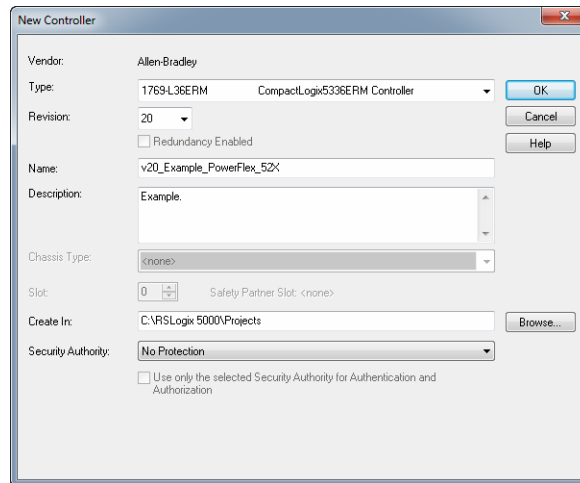 New Controller
Vendor: Allen-Bradley
Type: 1769-L36ERM CompactLogix5336ERM Controller
OK
Revision: 20
Cancel
Redundancy Enabled
Help
Name: v20_Example_PowerFlex_52X
Description: Example.
Chassis Type: <none>
Slot: 0 Safety Partner Slot: <none>
Create In: C:\RSLogix 5000\Projects
Browse...
Security Authority: No Protection
Use only the selected Security Authority for Authentication and
Authorization